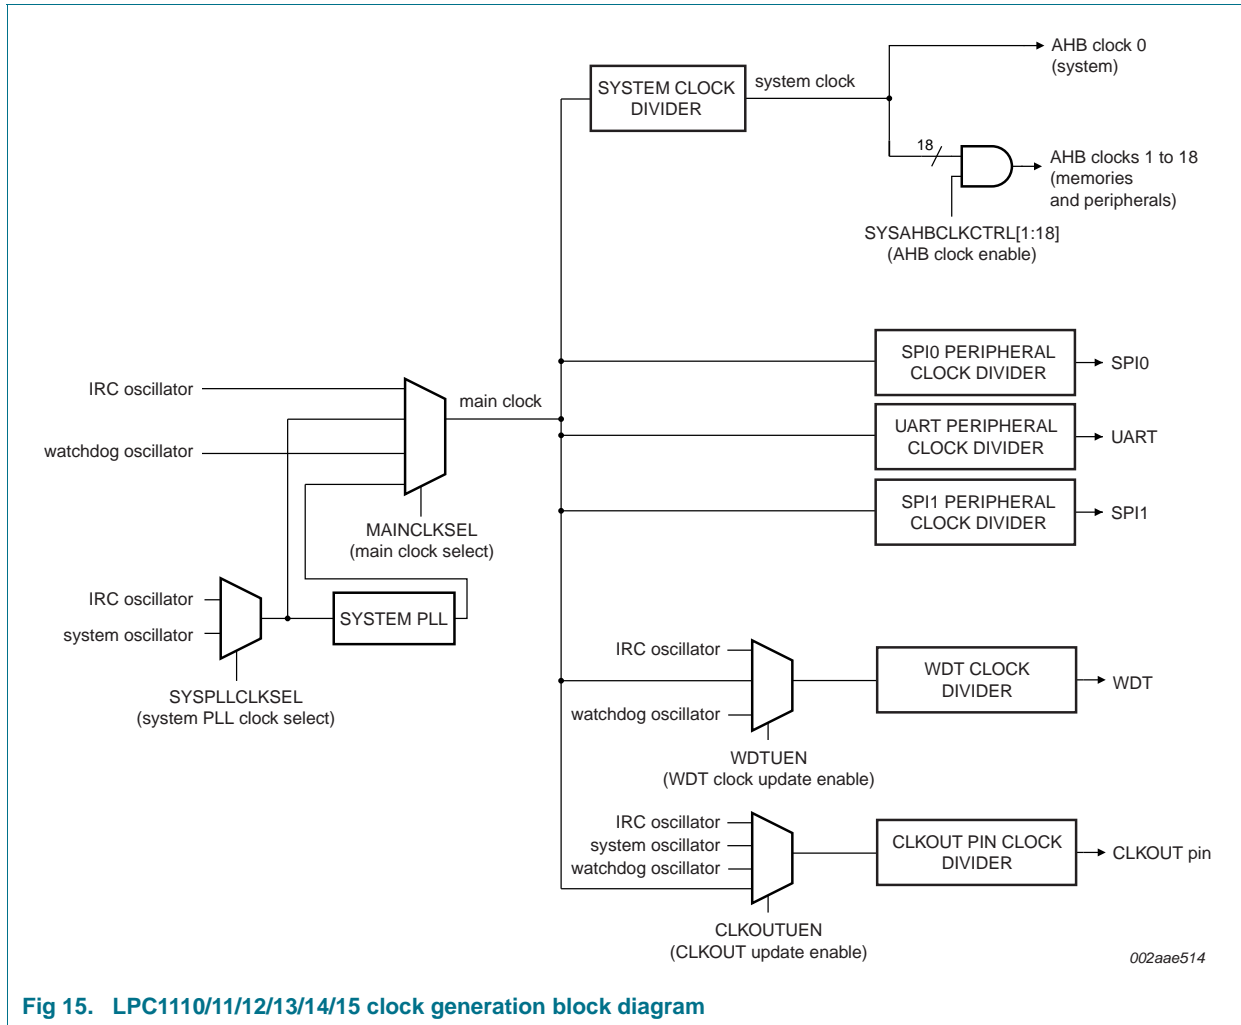 AHB clock 0
(system)
SYSTEM CLOCK
DIVIDER
system clock
18
AHB clocks 1 to 18
(memories
and peripherals)
SYSAHBCLKCTRL[1:18]
(AHB clock enable)
SPI0 PERIPHERAL
CLOCK DIVIDER
SPI0
IRC oscillator
main clock
UART PERIPHERAL
CLOCK DIVIDER
UART
watchdog oscillator
SPI1 PERIPHERAL
CLOCK DIVIDER
SPI1
MAINCLKSEL
(main clock select)
IRC oscillator
system oscillator
SYSTEM PLL
SYSPLLCLKSEL
(system PLL clock select)
IRC oscillator
watchdog oscillator
WDT CLOCK
DIVIDER
WDT
WDTUEN
(WDT clock update enable)
IRC oscillator
system oscillator
watchdog oscillator
CLKOUT PIN CLOCK
DIVIDER
CLKOUT pin
CLKOUTUEN
(CLKOUT update enable)
002aae514
Fig 15. LPC1110/11/12/13/14/15 clock generation block diagram